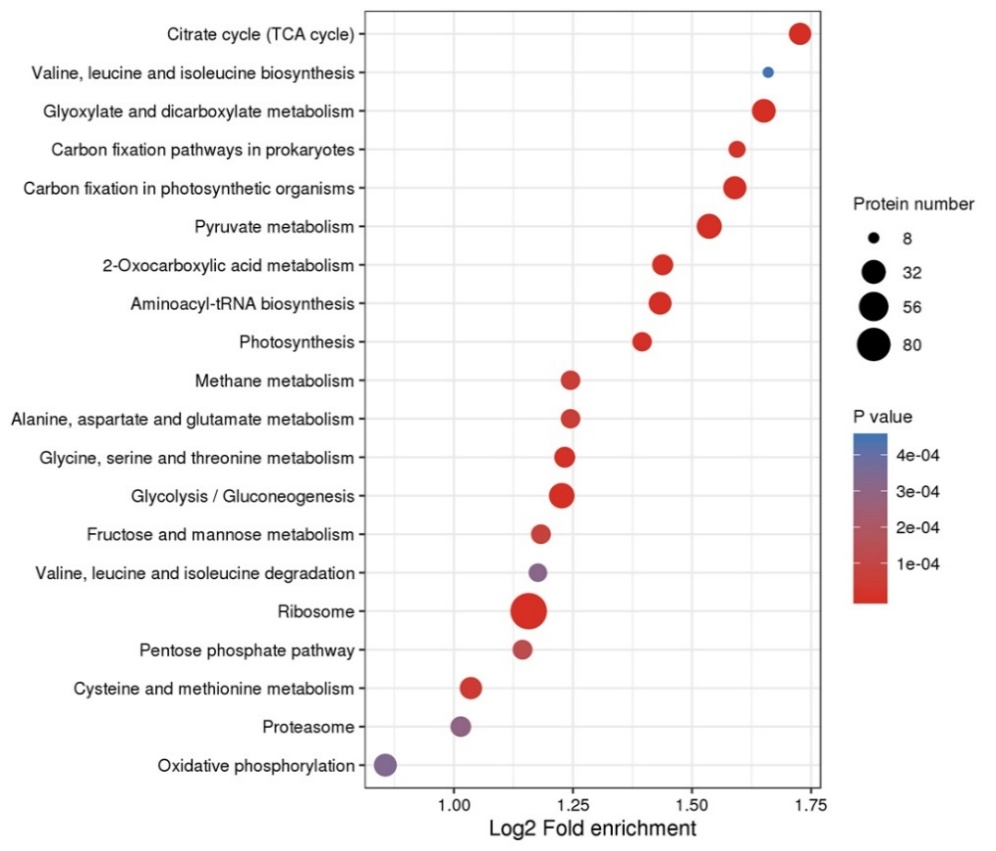 Citrate cycle (TCA cycle)
Valine, leucine and isoleucine biosynthesis
Glyoxylate and dicarboxylate metabolism
Carbon fixation pathways in prokaryotes
Carbon fixation in photosynthetic organisms
Pyruvate metabolism
2-Oxocarboxylic acid metabolism
Aminoacyl-tRNA biosynthesis
Photosynthesis
Methane metabolism
Alanine, aspartate and glutamate metabolism
Glycine, serine and threonine metabolism
Glycolysis / Gluconeogenesis
Fructose and mannose metabolism
Valine, leucine and isoleucine degradation
Ribosome
Pentose phosphate pathway
Cysteine and methionine metabolism
Proteasome
Oxidative phosphorylation
1.00 1.25 1.50 1.75
Log2 Fold enrichment
Protein number
8
32
56
80
P value
4e-04
3e-04
2e-04
1e-04